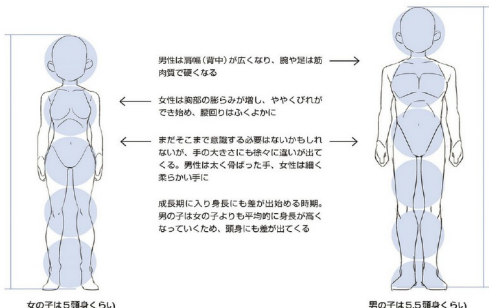 男性は肩幅（背中）が広くなり、腕や足は筋
肉質で硬くなる
女性は胸部の膨らみが増し、ややくびれが
でき始め、腰回りはふくよかに
まだそこまで意識する必要はないかもしれ
ないが、手の大きさにも徐々に違いが出て
くる。男性は太く骨ばった手、女性は細く
柔らかい手に
成長期に入り身長にも差が出始める時期。
男の子は女の子よりも平均的に身長が高く
なっていくため、頭身にも差が出てくる
女の子は5頭身くらい
男の子は5.5頭身くらい